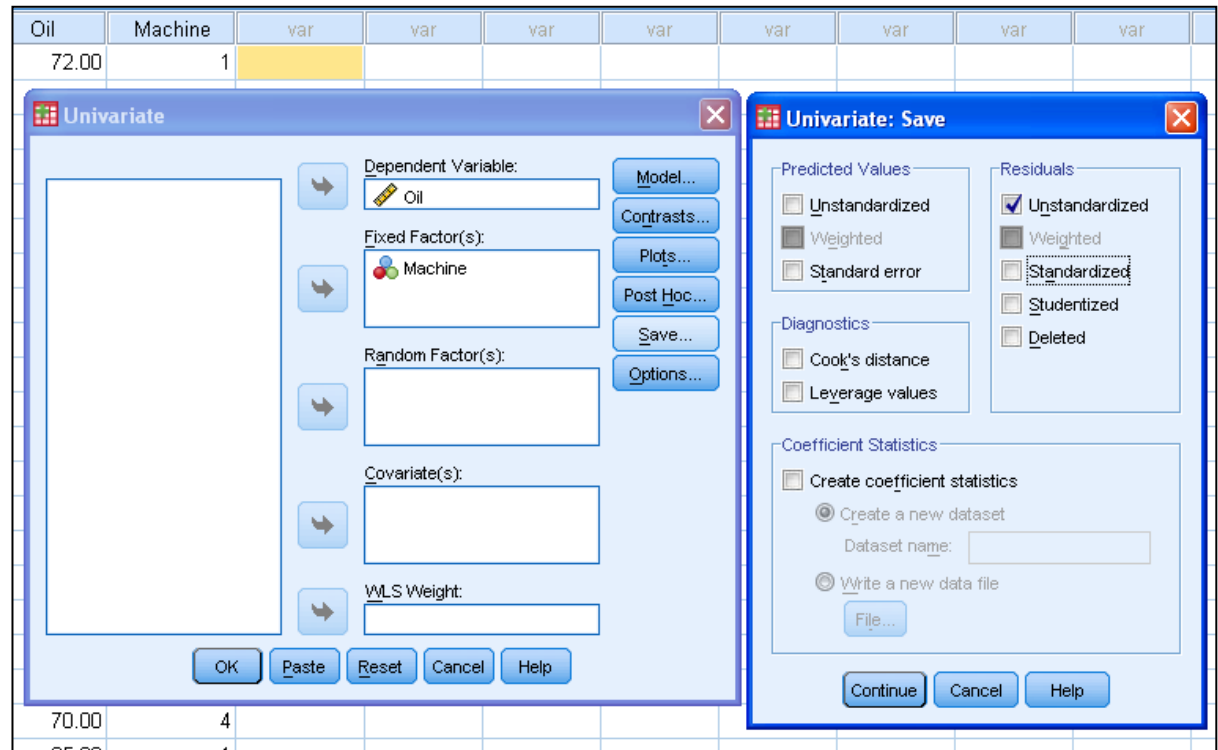 Oil Machine var var var var var var var var
72.00 1
Univariate
Dependent Variable:
Oil
Fixed Factor(s):
Machine
Random Factor(s):
Covariate(s):
WLS Weight:
Model...
Contrasts...
Plots...
Post Hoc...
Save...
Options...
OK Paste Reset Cancel Help
Univariate: Save
Predicted Values
Unstandardized
Weighted
Standard error
Residuals
Unstandardized
Weighted
Standardized
Studentized
Deleted
Diagnostics
Cook's distance
Leverage values
Coefficient Statistics
Create coefficient statistics
Create a new dataset
Dataset name:
Write a new data file
File...
Continue Cancel Help
70.00 4